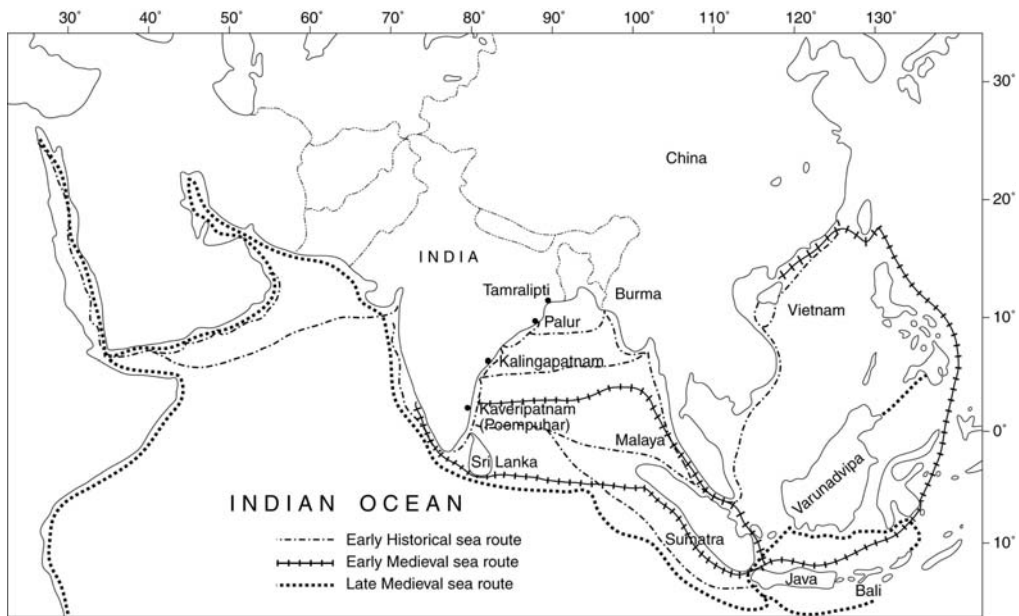 30° 40° 50° 60° 70° 80° 90° 100° 110° 120° 130°
30°
China
20°
INDIA
Tamralipti
Burma
Vietnam
10°
Palur
Kalingapatnam
Kaveripatnam
(Poempuhar)
0°
Malaya
Sri Lanka
Varunadvipa
INDIAN OCEAN
Early Historical sea route
Sumatra
10°
Early Medieval sea route
Java
Late Medieval sea route
Bali